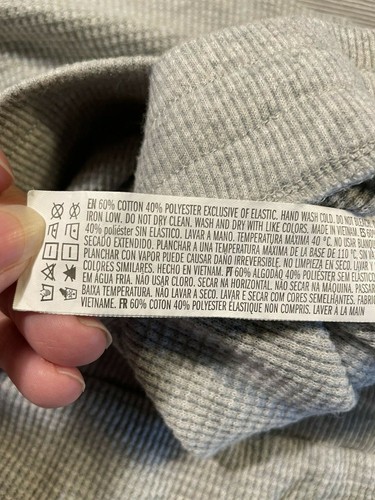 EN 60% COTTON 40% POLYESTER EXCLUSIVE OF ELASTIC. HAND WASH COLD. DO NOT
IRON LOW. DO NOT DRY CLEAN. WASH AND DRY WITH LIKE COLORS. MADE IN VIETNAM. ES
40% poliéster SIN ELÁSTICO. LAVAR A MANO. TEMPERATURA MÁXIMA 40 °C. NO USAR
SECADO EXTENDIDO. PLANCHAR A UNA TEMPERATURA MÁXIMA DE LA BASE DE 110 °C, SIN
PLANCHAR CON VAPOR PUEDE CAUSAR DAÑO IRREVERSIBLE. NO LIMPIEZA EN SECO. LAVAR Y
COLORES SIMILARES. HECHO EN VIETNAM. PT 60% ALGODÃO 40% POLIÉSTER SEM
EM ÁGUA FRIA. NÃO USAR CLORO. SECAR NA HORIZONTAL, NÃO SECAR NA MÁQUINA. PASSAR
BAIXA TEMPERATURA. NÃO LAVAR A SECO. LAVAR E SECAR COM CORES SEMELHANTES.
VIETNAME. FR 60% COTON 40% POLYESTER ÉLASTIQUE NON COMPRIS. LAVER À LA MAIN